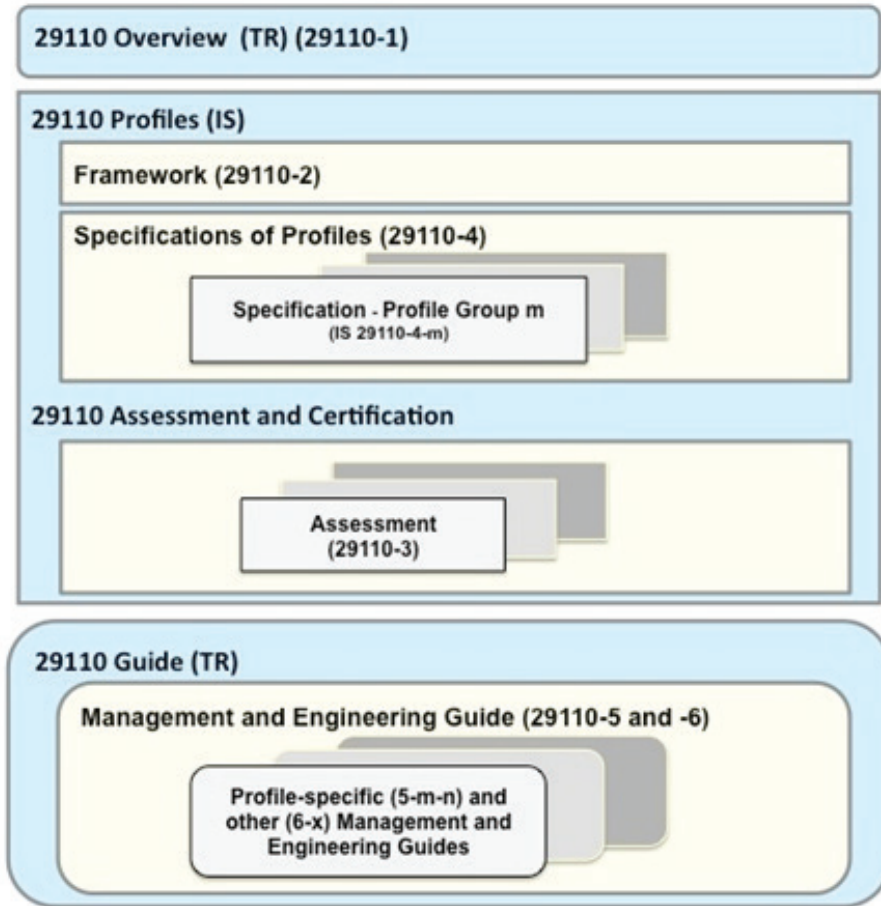 29110 Overview (TR) (29110-1)
29110 Profiles (IS)
Framework (29110-2)
Specifications of Profiles (29110-4)
Specification - Profile Group m
(IS 29110-4-m)
29110 Assessment and Certification
Assessment
(29110-3)
29110 Guide (TR)
Management and Engineering Guide (29110-5 and -6)
Profile-specific (5-m-n) and
other (6-x) Management and
Engineering Guides